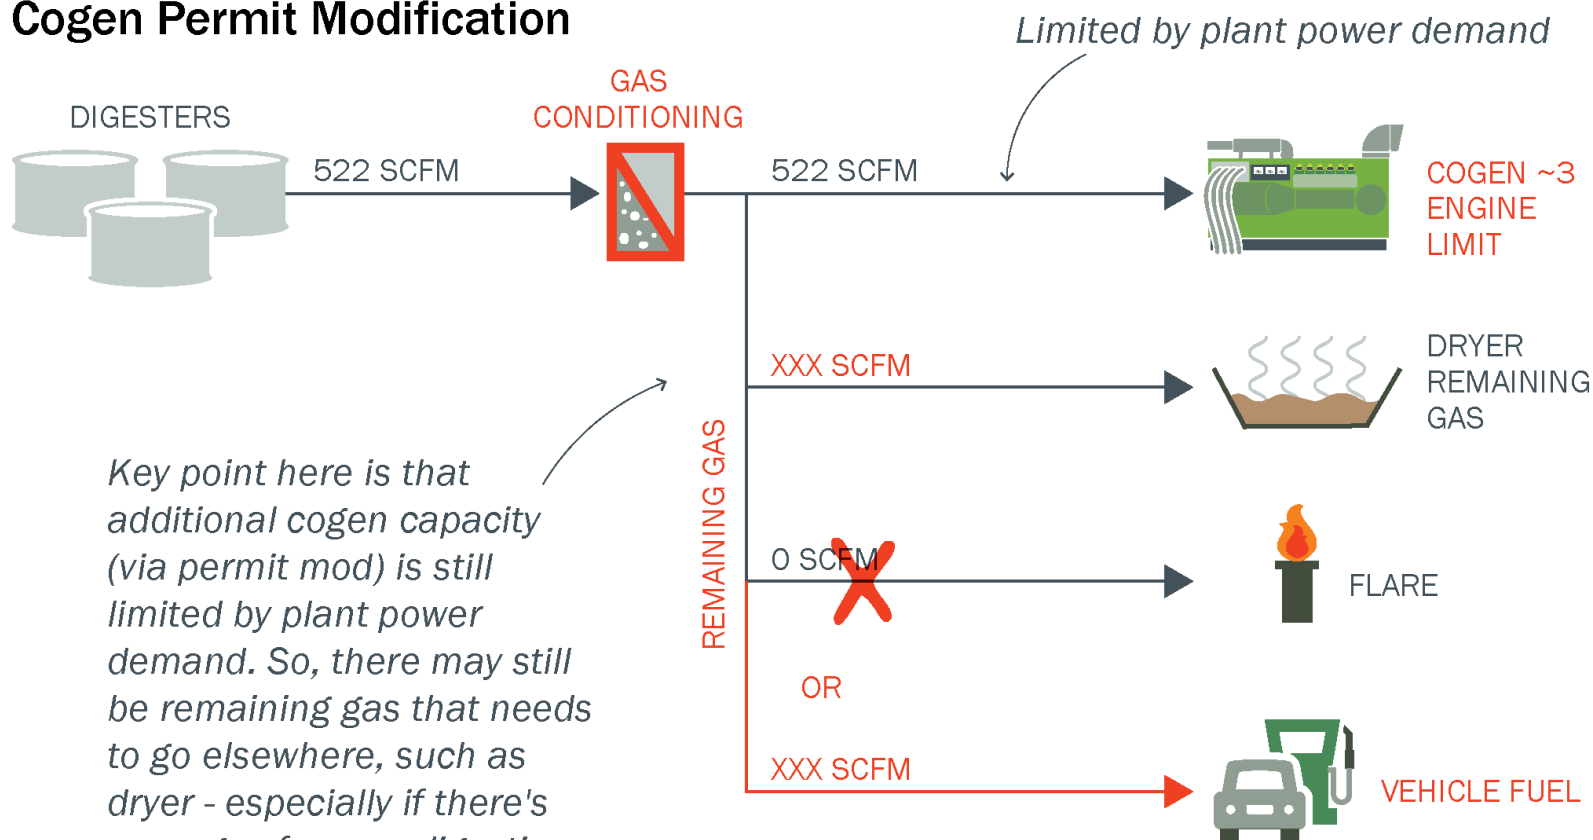 Cogen Permit Modification
Limited by plant power demand
DIGESTERS
GAS
CONDITIONING
522 SCFM
522 SCFM
COGEN ~3
ENGINE
LIMIT
XXX SCFM
DRYER
REMAINING
GAS
REMAINING GAS
Key point here is that
additional cogen capacity
(via permit mod) is still
limited by plant power
demand. So, there may still
be remaining gas that needs
to go elsewhere, such as
dryer - especially if there's
0 SCFM
FLARE
OR
XXX SCFM
VEHICLE FUEL